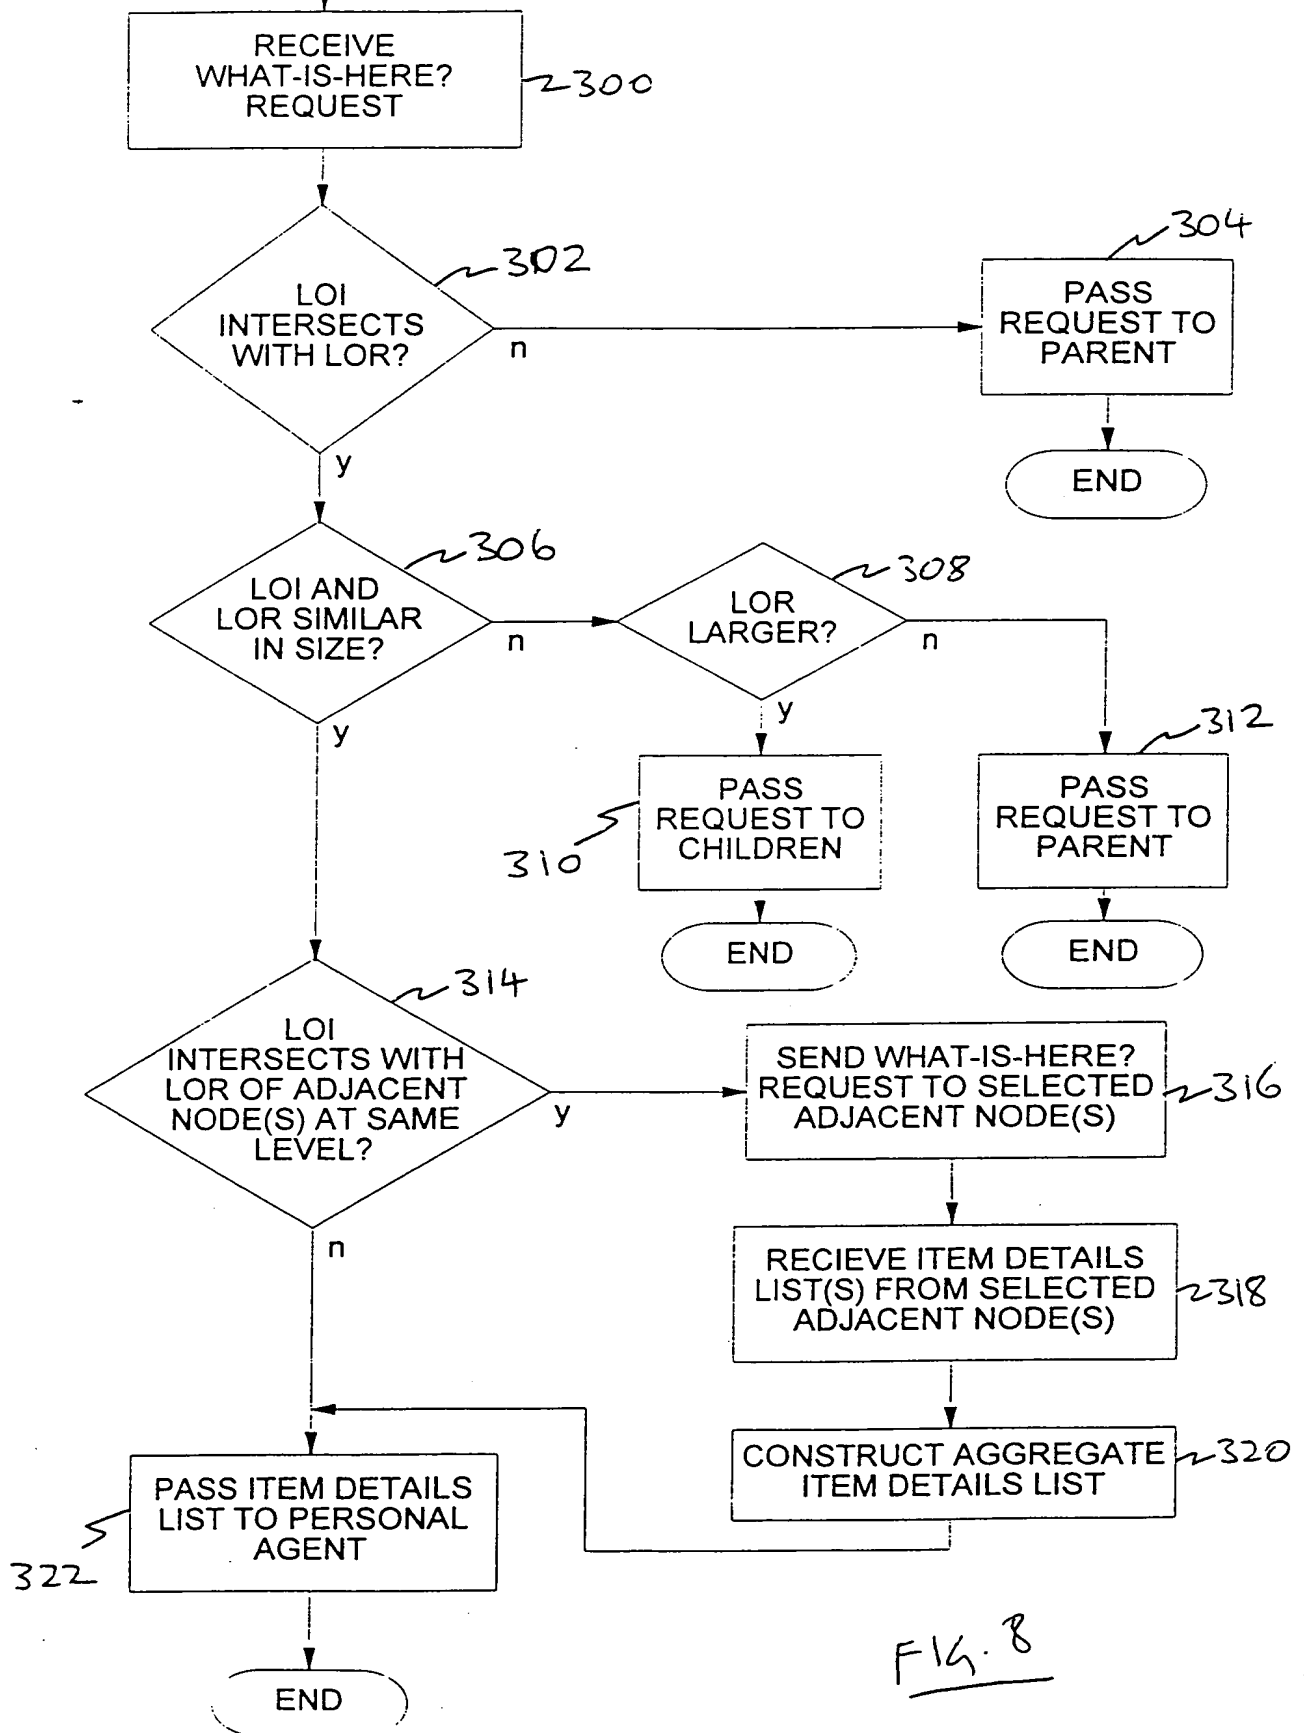 RECEIVE
WHAT-IS-HERE?
REQUEST
300
LOI
INTERSECTS
WITH LOR?
302
n
304
PASS
REQUEST TO
PARENT
END
y
LOI AND
LOR SIMILAR
IN SIZE?
306
n
LOR
LARGER?
308
n
y
y
310
PASS
REQUEST TO
CHILDREN
END
312
PASS
REQUEST TO
PARENT
END
LOI
INTERSECTS WITH
LOR OF ADJACENT
NODE(S) AT SAME
LEVEL?
314
y
SEND WHAT-IS-HERE?
REQUEST TO SELECTED
ADJACENT NODE(S)
316
n
RECIEVE ITEM DETAILS
LIST(S) FROM SELECTED
ADJACENT NODE(S)
318
CONSTRUCT AGGREGATE
ITEM DETAILS LIST
320
PASS ITEM DETAILS
LIST TO PERSONAL
AGENT
322
END
FIG. 8